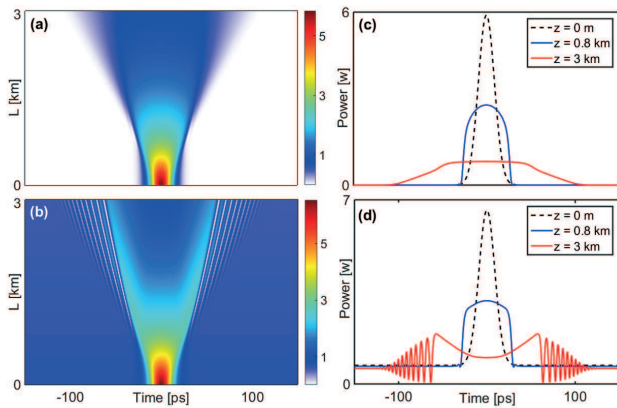 (a)
3
L [km]
0
5
3
1
(b)
3
L [km]
0
-100
Time [ps]
100
5
3
1
(c)
6
Power [w]
0
z = 0 m
z = 0.8 km
z = 3 km
(d)
7
Power [w]
0
z = 0 m
z = 0.8 km
z = 3 km
-100
Time [ps]
100